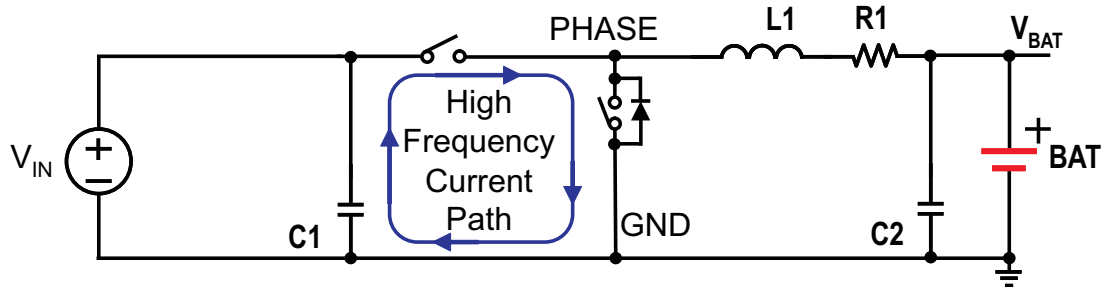 PHASE
L1
R1
VBAT
High
Frequency
Current
Path
VIN
+
−
C1
GND
C2
+
BAT